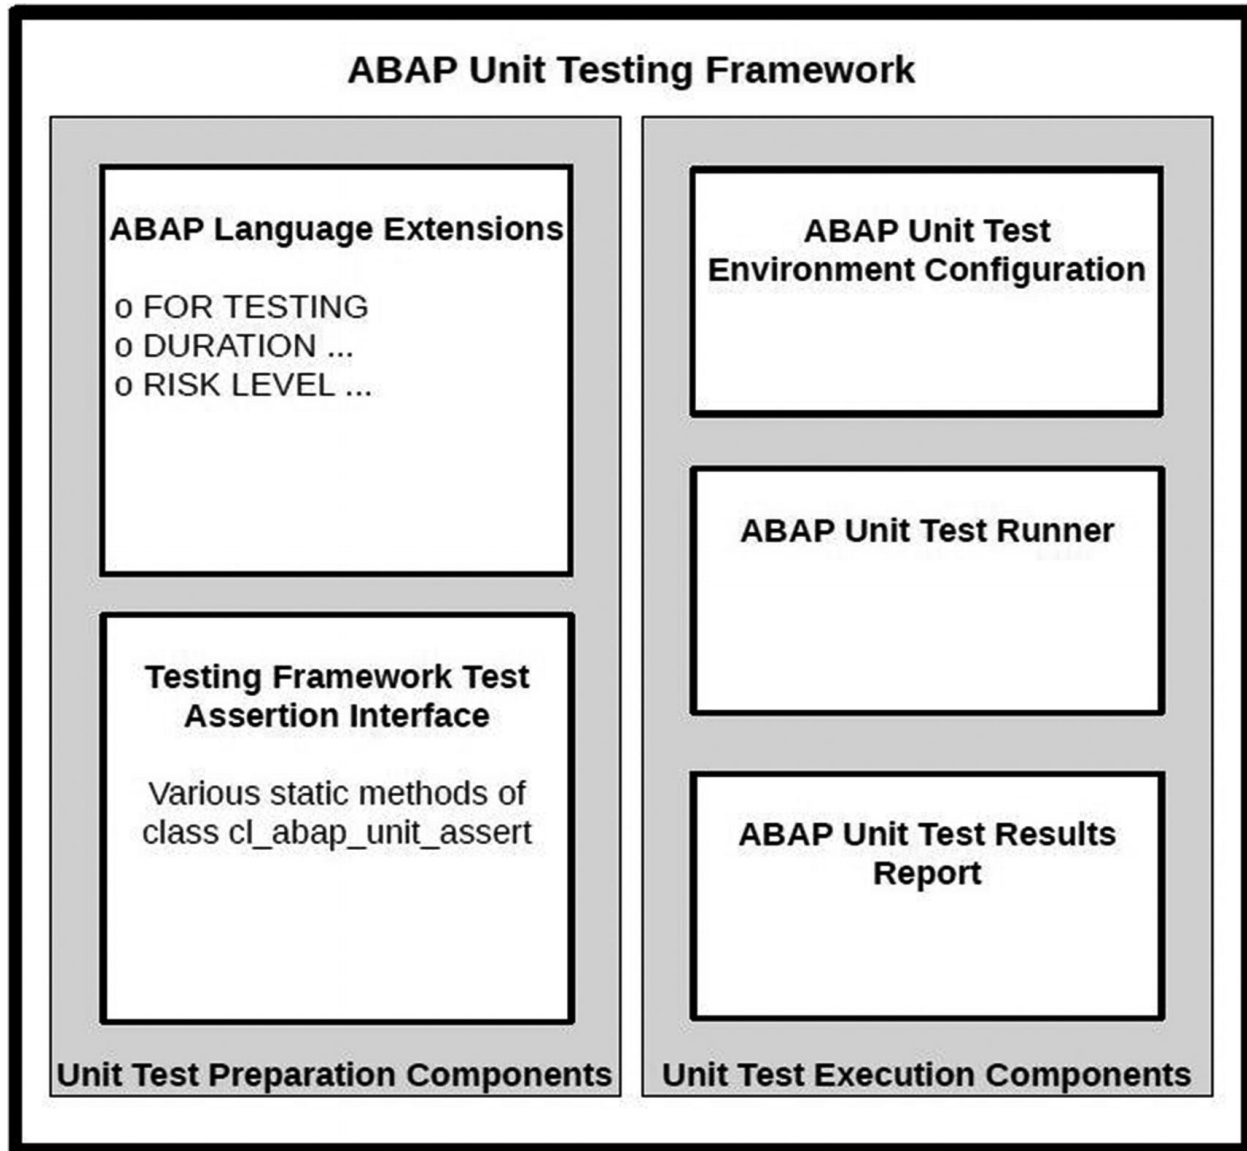 ABAP Unit Testing Framework
ABAP Language Extensions
o FOR TESTING
o DURATION ...
o RISK LEVEL ...
Testing Framework Test
Assertion Interface
Various static methods of
class cl_abap_unit_assert
Unit Test Preparation Components
ABAP Unit Test
Environment Configuration
ABAP Unit Test Runner
ABAP Unit Test Results
Report
Unit Test Execution Components